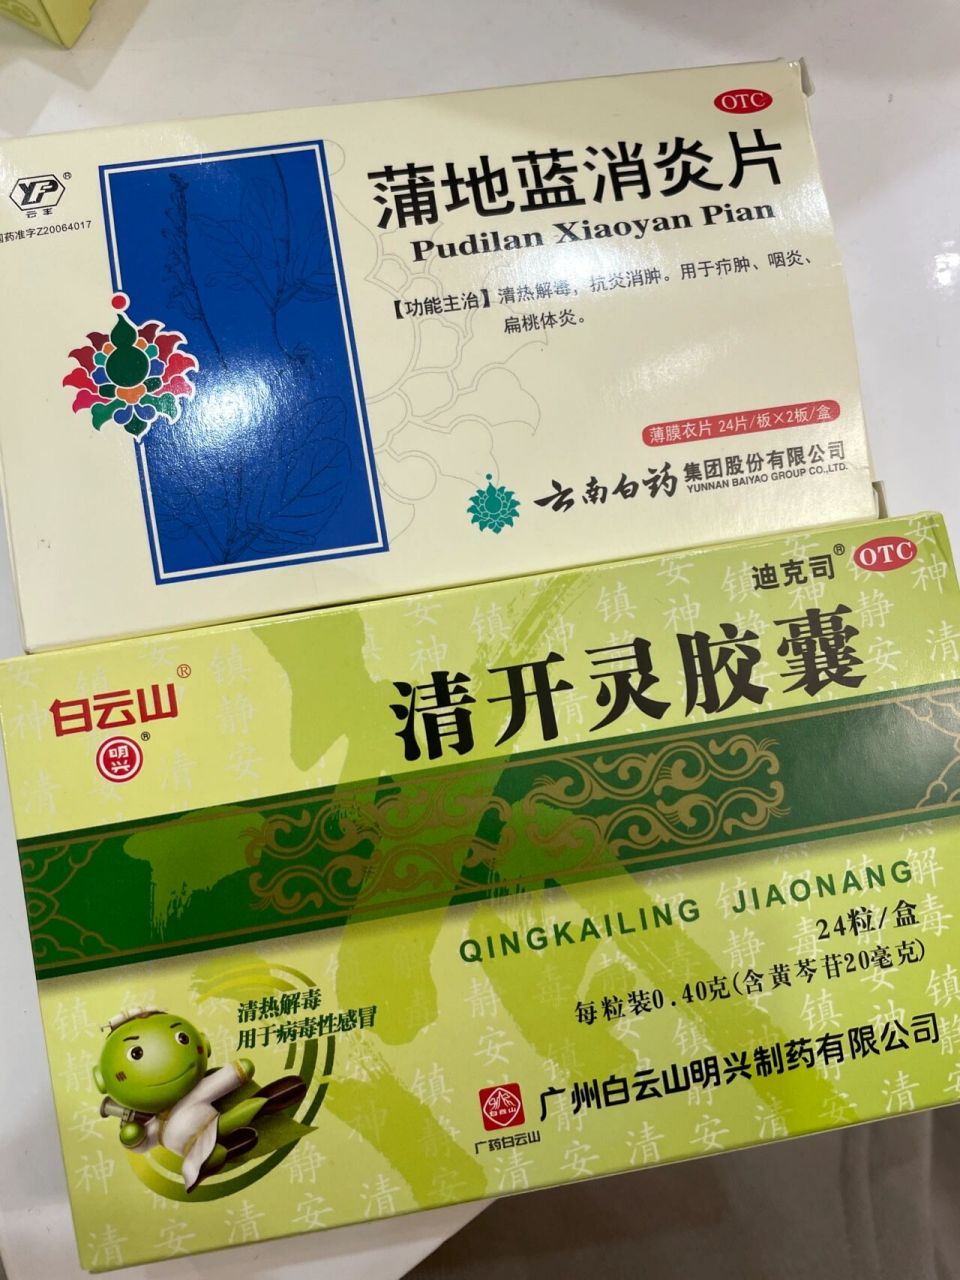 OTC
蒲地蓝消炎片
Pudilan Xiaoyan Pian
YP
云丰
国药准字Z20064017
【功能主治】清热解毒，抗炎消肿。用于疖肿、咽炎、
扁桃体炎。
薄膜衣片 24片/板×2板/盒
云南白药 集团股份有限公司
YUNNAN BAIYAO GROUP CO.,LTD.
迪克司® OTC
白云山®
明兴®
清开灵胶囊
QINGKAILING JIAONANG
24粒/盒
每粒装0.40克(含黄芩苷20毫克)
清热解毒
用于病毒性感冒
白云山
广药白云山
广州白云山明兴制药有限公司